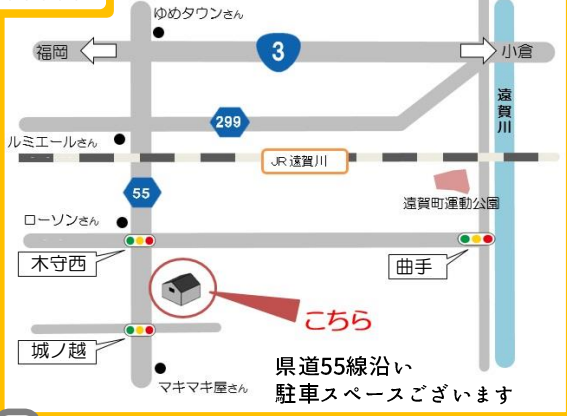 ゆめタウンさん
福岡
3
小倉
299
遠賀川
ルミエールさん
JR 遠賀川
55
遠賀町運動公園
ローソンさん
木守西
曲手
こちら
城ノ越
県道55線沿い
駐車スペースございます
マキマキ屋さん